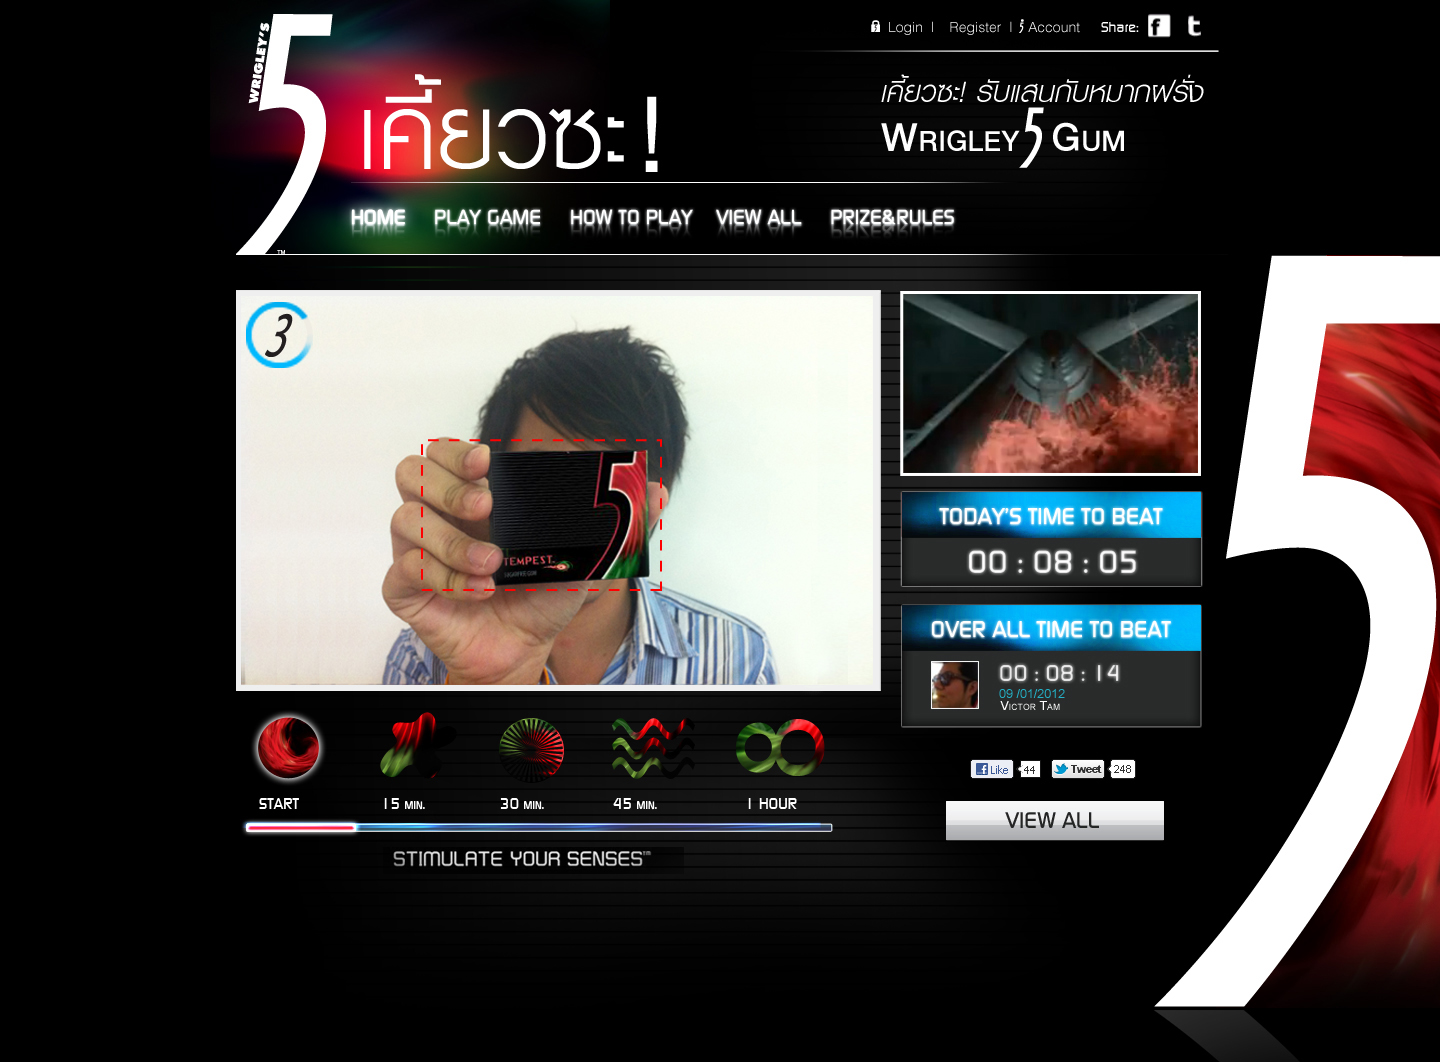 WRIGLEY'S
5
TM
Login | Register | 5 Account Share: f t
เคี้ยวซะ!
เคี้ยวซะ! รับแสนกับหมากฝรั่ง
WRIGLEY 5 GUM
HOME PLAY GAME HOW TO PLAY VIEW ALL PRIZE&RULES
3
5
TEMPEST.
TODAY'S TIME TO BEAT
00 : 08 : 05
OVER ALL TIME TO BEAT
00 : 08 : 14
09 /01/2012
VICTOR TAM
START 15 MIN. 30 MIN. 45 MIN. 1 HOUR
STIMULATE YOUR SENSES™
Like 44 Tweet 248
VIEW ALL
5